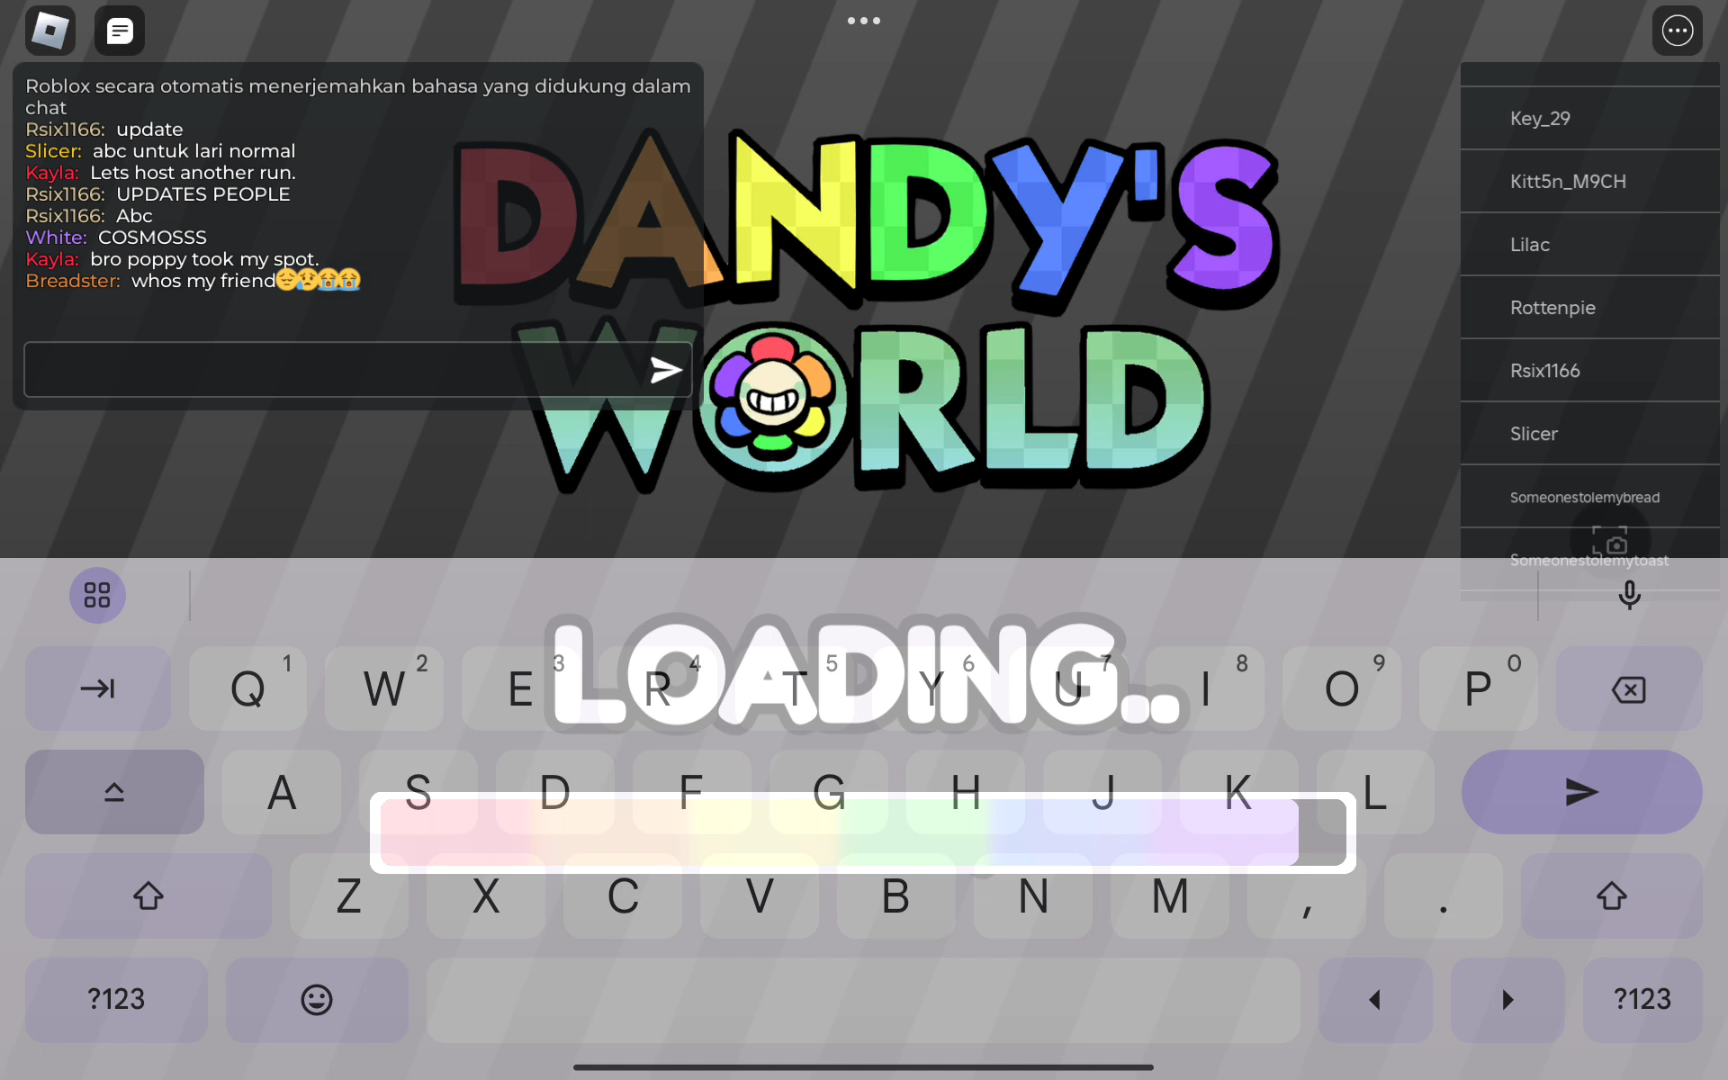 Roblox secara otomatis menerjemahkan bahasa yang didukung dalam
chat
Rsix1166: update
Slicer: abc untuk lari normal
Kayla: Lets host another run.
Rsix1166: UPDATES PEOPLE
Rsix1166: Abc
White: COSMOSSS
Kayla: bro poppy took my spot.
Breadster: whos my friend😔😢😭😭
DANDY'S
WORLD
Key_29
Kitt5n_M9CH
Lilac
Rottenpie
Rsix1166
Slicer
Someonestolemybread
Someonestolemytoast
LOADING...
Q 1 W 2 E 3 R 4 T 5 Y 6 U 7 I 8 O 9 P 0
A S D F G H J K L
Z X C V B N M , .
?123 ?123